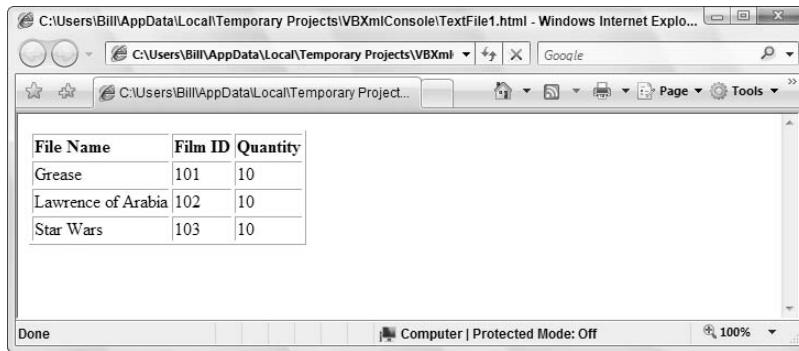 C:\Users\Bill\AppData\Local\Temporary Projects\VBXmlConsole\TextFile1.html - Windows Internet Explo...
C:\Users\Bill\AppData\Local\Temporary Projects\VBXml
Google
C:\Users\Bill\AppData\Local\Temporary Project...
Page
Tools
File Name Film ID Quantity
Grease 101 10
Lawrence of Arabia 102 10
Star Wars 103 10
Done
Computer | Protected Mode: Off
100%